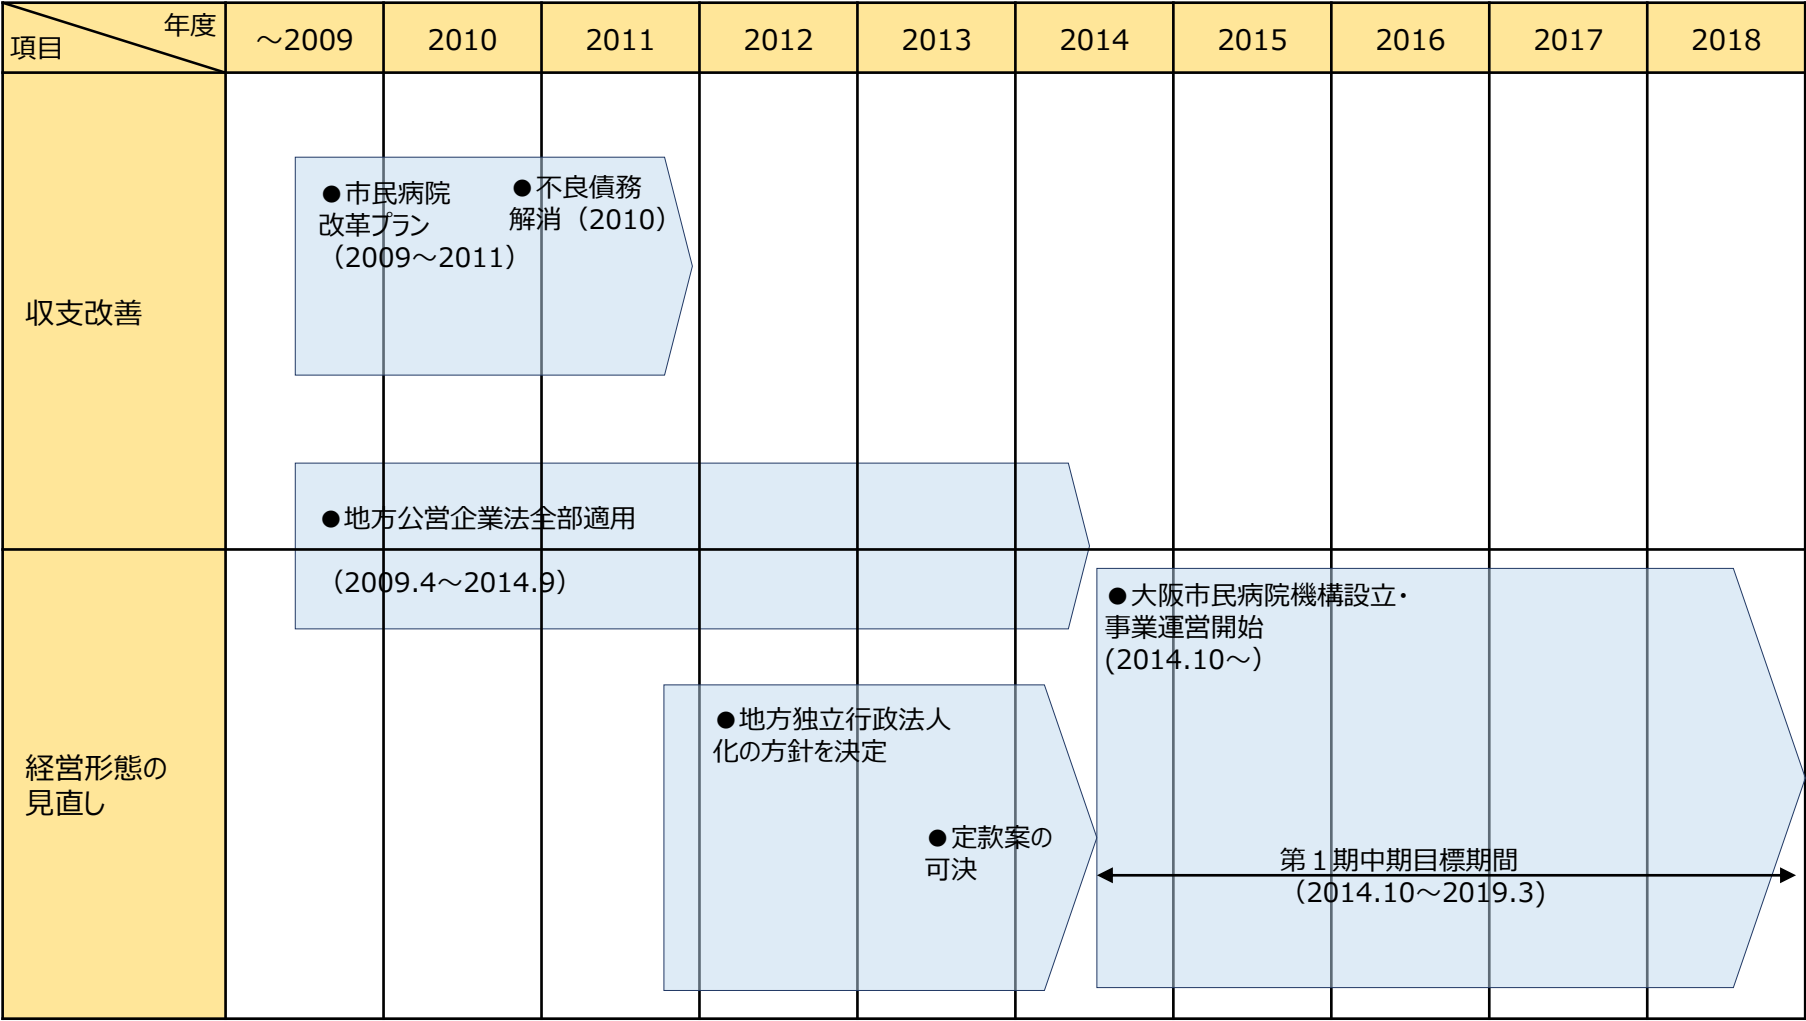 年度
項目
～2009
2010
2011
2012
2013
2014
2015
2016
2017
2018
収支改善
●市民病院
改革プラン
（2009～2011）
●不良債務
解消（2010）
●地方公営企業法全部適用
（2009.4～2014.9）
経営形態の
見直し
●地方独立行政法人
化の方針を決定
●定款案の
可決
●大阪市民病院機構設立・
事業運営開始
(2014.10～）
第１期中期目標期間
（2014.10～2019.3)